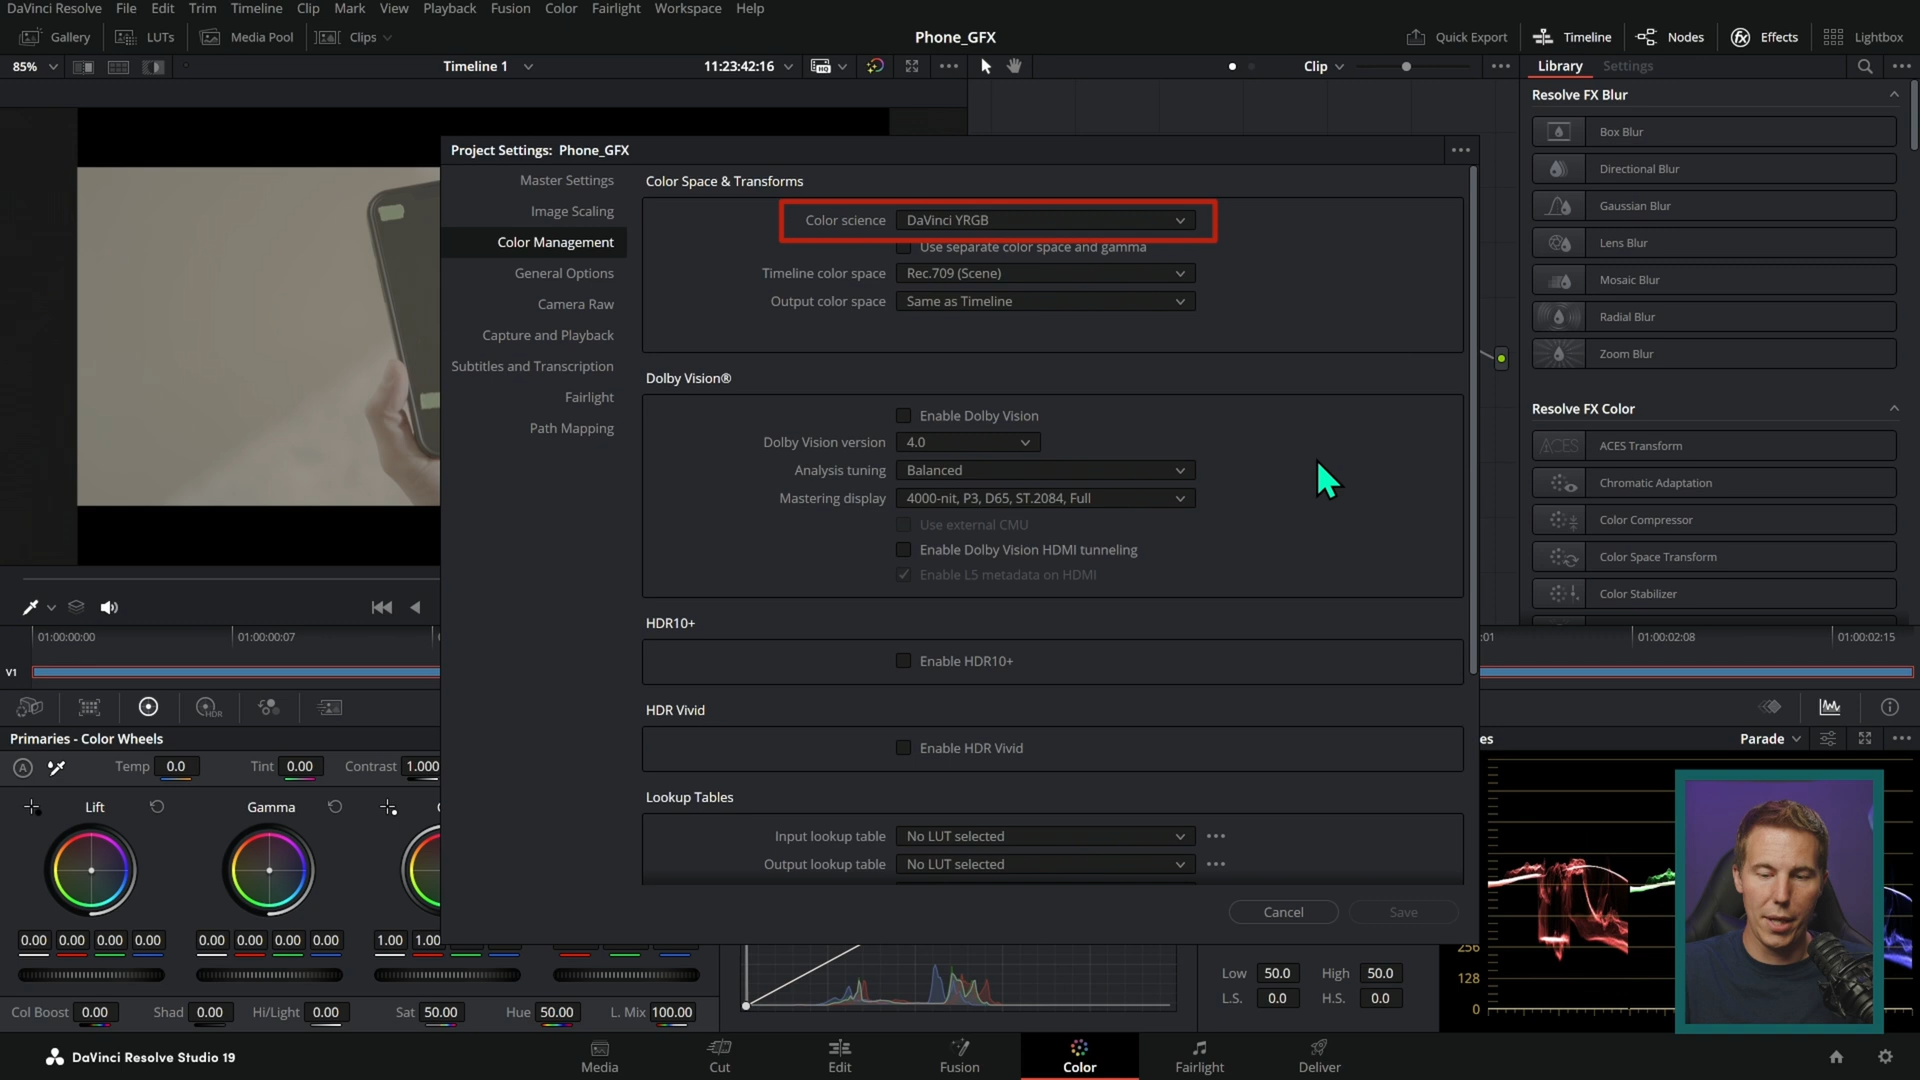 DaVinci Resolve File Edit Trim Timeline Clip Mark View Playback Fusion Color Fairlight Workspace Help
Gallery LUTs Media Pool Clips Phone_GFX Quick Export Timeline Nodes Effects Lightbox
85% Timeline 1 11:23:42:16 Clip Library Settings
Resolve FX Blur
Box Blur
Directional Blur
Gaussian Blur
Lens Blur
Mosaic Blur
Radial Blur
Zoom Blur
Resolve FX Color
ACES Transform
Chromatic Adaptation
Color Compressor
Color Space Transform
Color Stabilizer
Project Settings: Phone_GFX
Master Settings
Image Scaling
Color Management
General Options
Camera Raw
Capture and Playback
Subtitles and Transcription
Fairlight
Path Mapping
Color Space & Transforms
Color science DaVinci YRGB
Use separate color space and gamma
Timeline color space Rec.709 (Scene)
Output color space Same as Timeline
Dolby Vision®
Enable Dolby Vision
Dolby Vision version 4.0
Analysis tuning Balanced
Mastering display 4000-nit, P3, D65, ST.2084, Full
Use external CMU
Enable Dolby Vision HDMI tunneling
Enable L5 metadata on HDMI
HDR10+
Enable HDR10+
HDR Vivid
Enable HDR Vivid
Lookup Tables
Input lookup table No LUT selected
Output lookup table No LUT selected
Cancel Save
01:00:00:00 01:00:00:07 :01 01:00:02:08 01:00:02:15
V1
HDR
Primaries - Color Wheels es Parade
A Temp 0.0 Tint 0.00 Contrast 1.000
Lift Gamma
0.00 0.00 0.00 0.00 0.00 0.00 0.00 0.00 1.00 1.00
Col Boost 0.00 Shad 0.00 Hi/Light 0.00 Sat 50.00 Hue 50.00 L. Mix 100.00
Low 50.0 High 50.0
L.S. 0.0 H.S. 0.0
256
128
0
DaVinci Resolve Studio 19 Media Cut Edit Fusion Color Fairlight Deliver